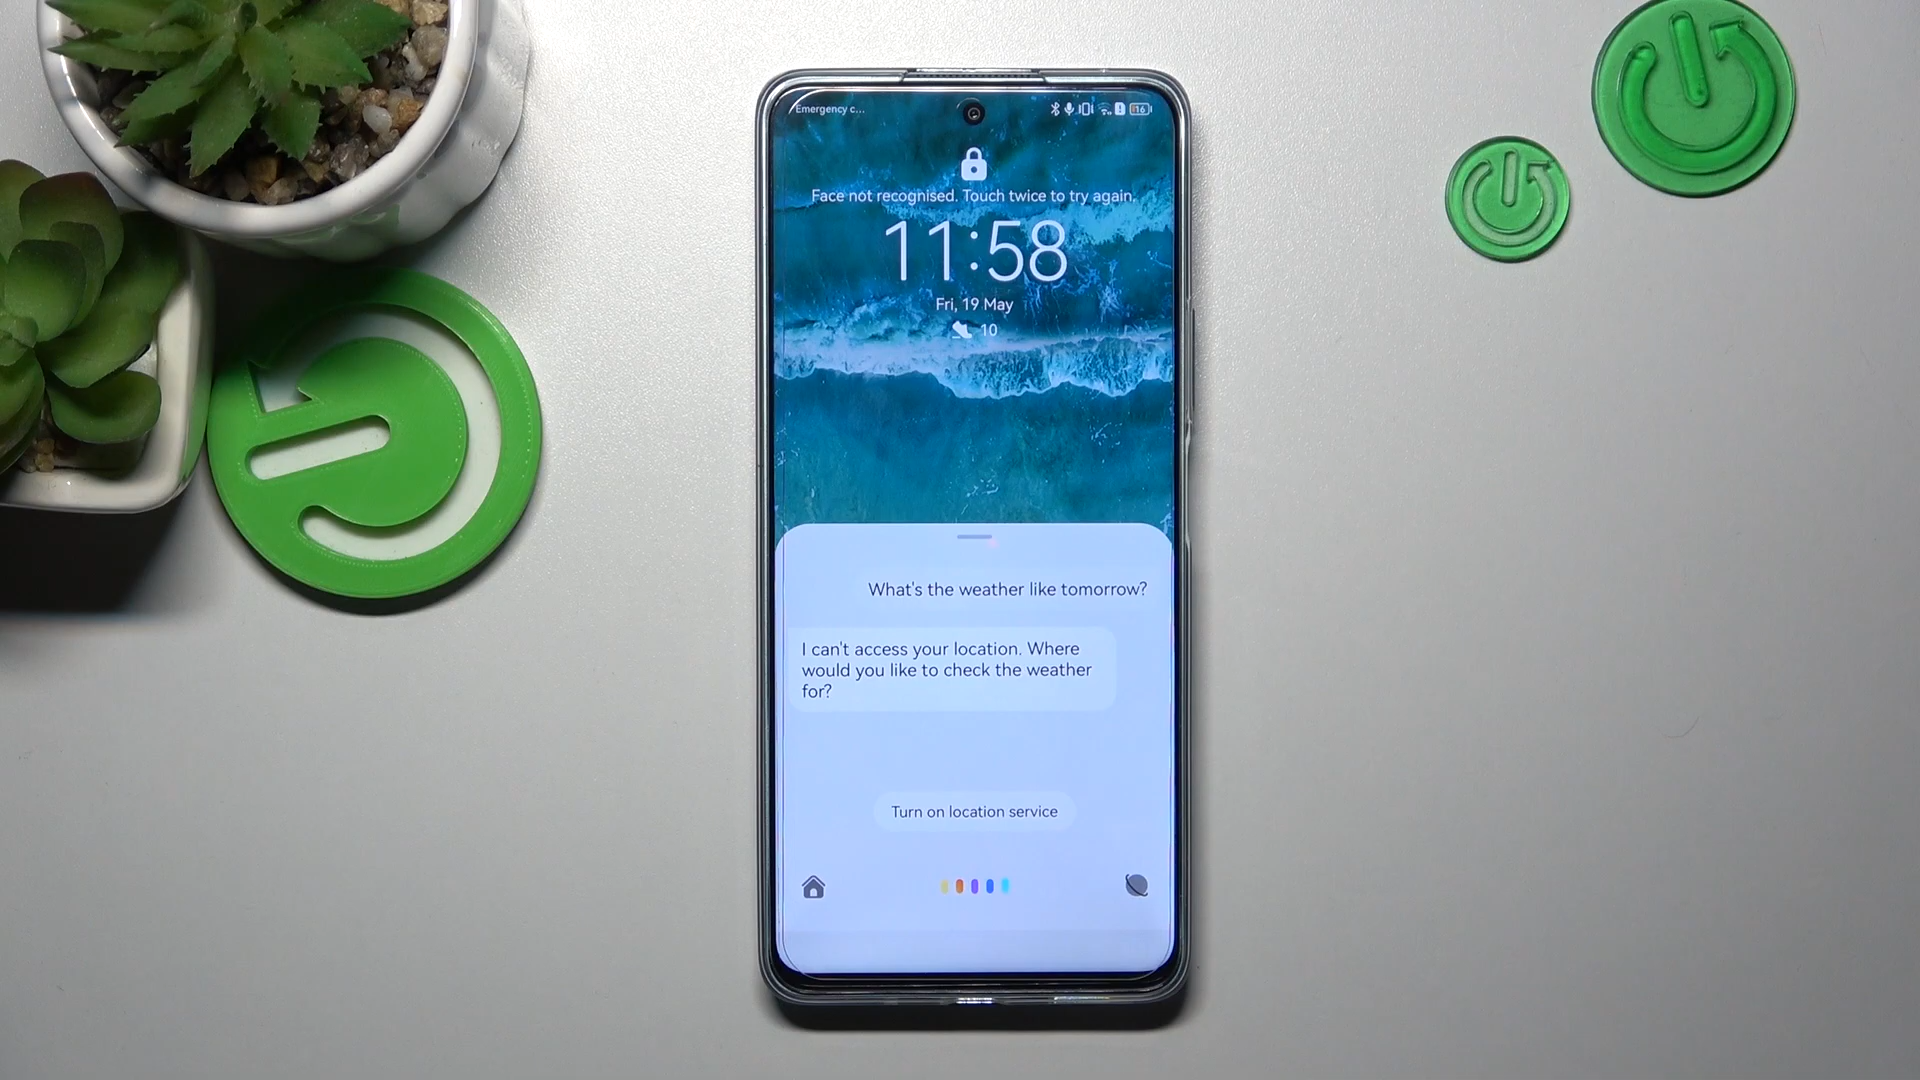 Emergency c...
16
Face not recognised. Touch twice to try again.
11:58
Fri, 19 May
10
What's the weather like tomorrow?
I can't access your location. Where
would you like to check the weather
for?
Turn on location service